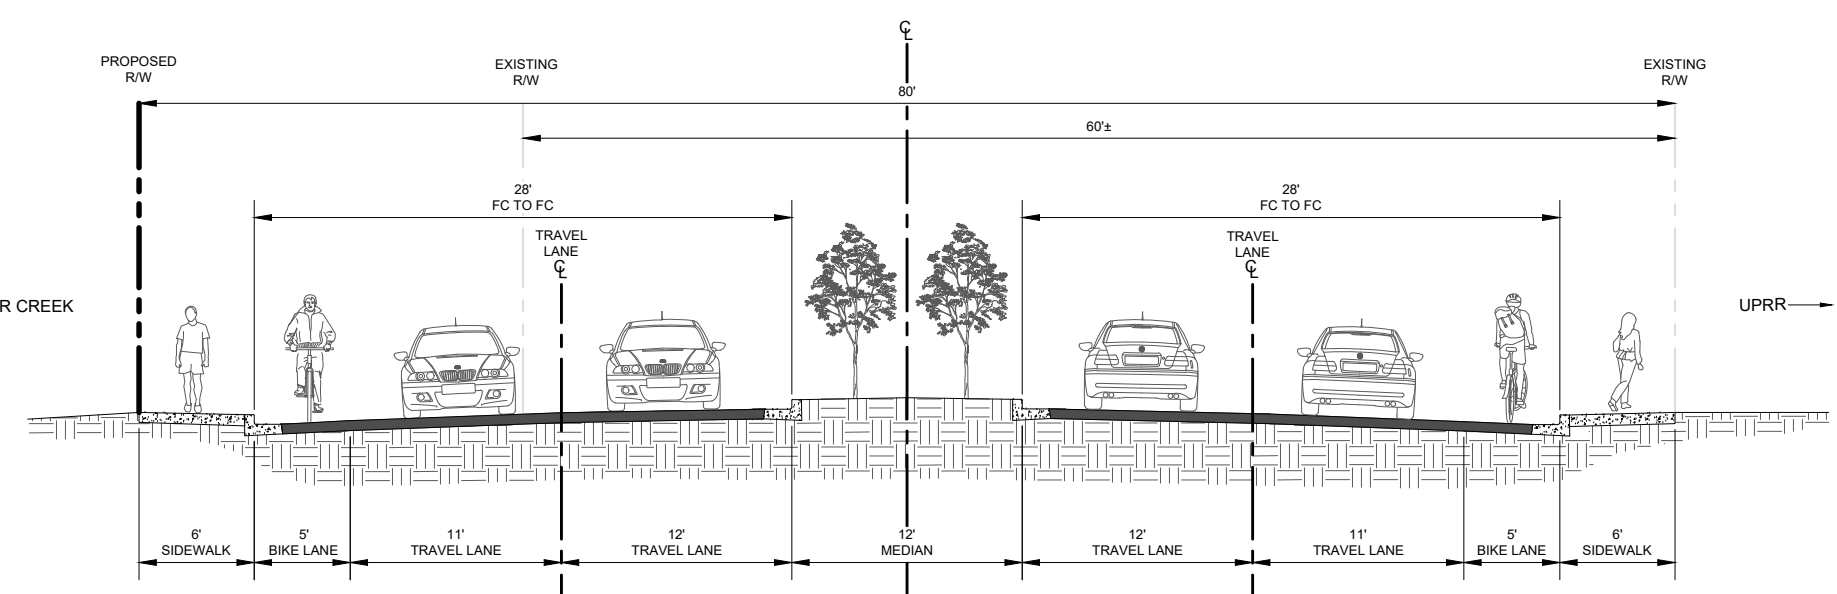 ℄
PROPOSED
R/W
EXISTING
R/W
EXISTING
R/W
80'
60'±
28'
FC TO FC
28'
FC TO FC
TRAVEL
LANE
℄
TRAVEL
LANE
℄
R CREEK
UPRR
6'
SIDEWALK
5'
BIKE LANE
11'
TRAVEL LANE
12'
TRAVEL LANE
12'
MEDIAN
12'
TRAVEL LANE
11'
TRAVEL LANE
5'
BIKE LANE
6'
SIDEWALK